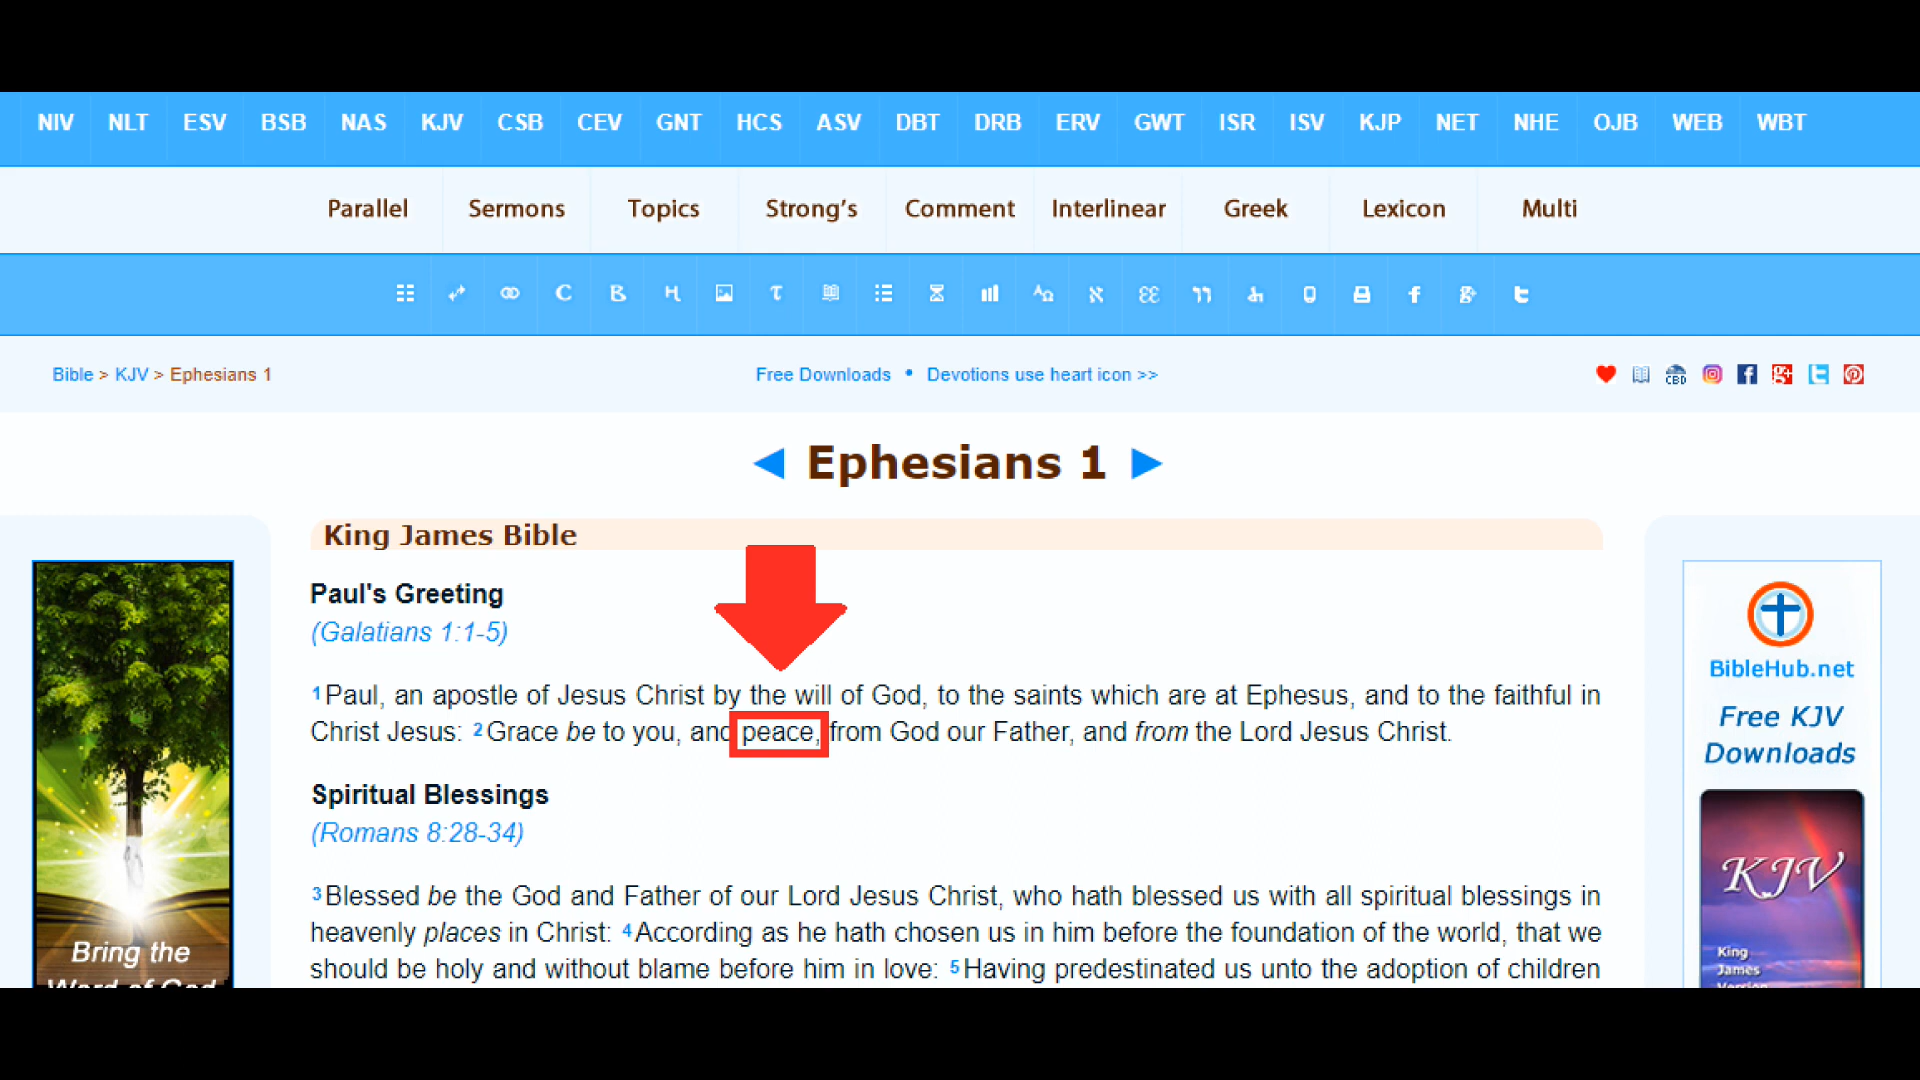 NIV NLT ESV BSB NAS KJV CSB CEV GNT HCS ASV DBT DRB ERV GWT ISR ISV KJP NET NHE OJB WEB WBT
Parallel Sermons Topics Strong's Comment Interlinear Greek Lexicon Multi
Bible > KJV > Ephesians 1
Free Downloads • Devotions use heart icon >>
CBD
◄ Ephesians 1 ►
King James Bible
Paul's Greeting
(Galatians 1:1-5)
1Paul, an apostle of Jesus Christ by the will of God, to the saints which are at Ephesus, and to the faithful in
Christ Jesus: 2Grace be to you, and peace, from God our Father, and from the Lord Jesus Christ.
Spiritual Blessings
(Romans 8:28-34)
3Blessed be the God and Father of our Lord Jesus Christ, who hath blessed us with all spiritual blessings in
heavenly places in Christ: 4According as he hath chosen us in him before the foundation of the world, that we
should be holy and without blame before him in love: 5Having predestinated us unto the adoption of children
Bring the
Word of God
BibleHub.net
Free KJV
Downloads
KJV
King
James
Version